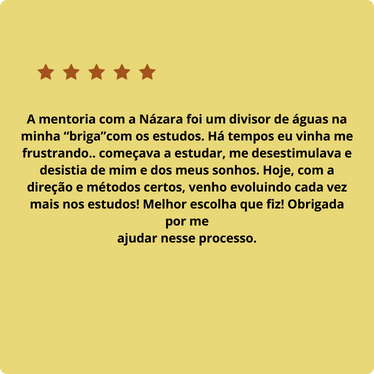 A mentoria com a Názara foi um divisor de águas na
minha “briga”com os estudos. Há tempos eu vinha me
frustrando.. começava a estudar, me desestimulava e
desistia de mim e dos meus sonhos. Hoje, com a
direção e métodos certos, venho evoluindo cada vez
mais nos estudos! Melhor escolha que fiz! Obrigada
por me
ajudar nesse processo.